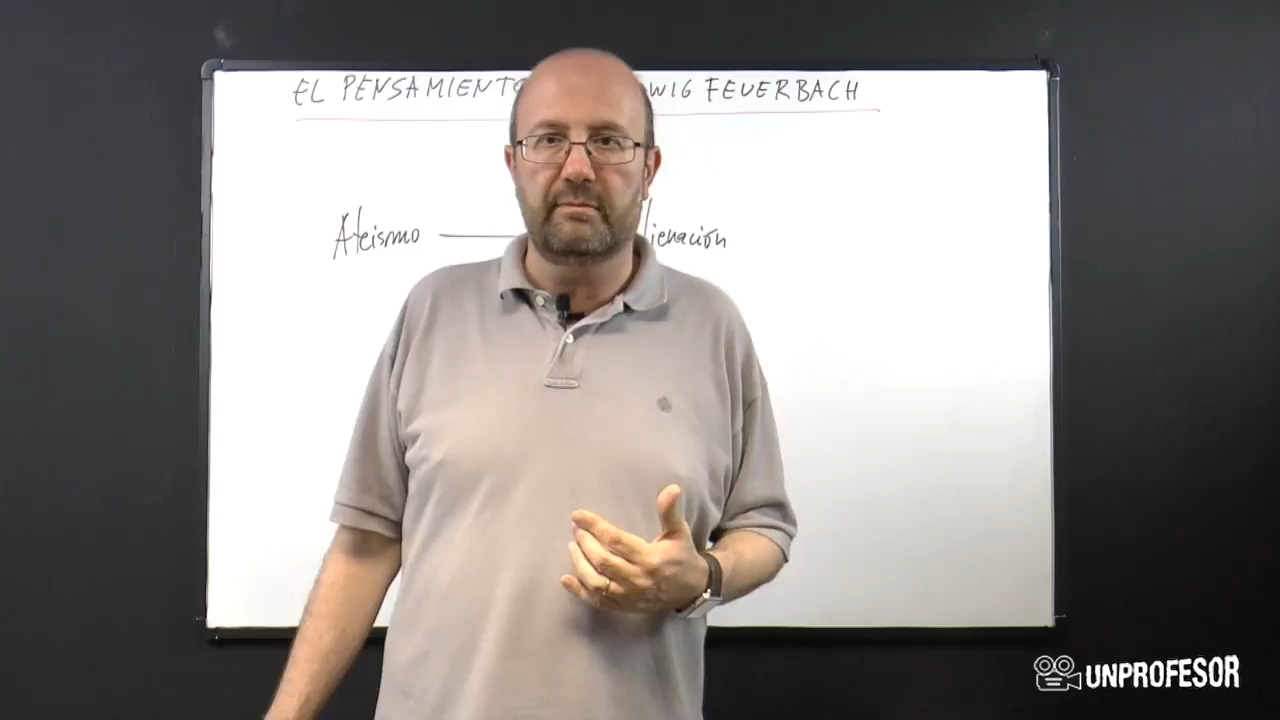 EL PENSAMIENTO WIG FEUERBACH
Ateismo — lienación
UNPROFESOR